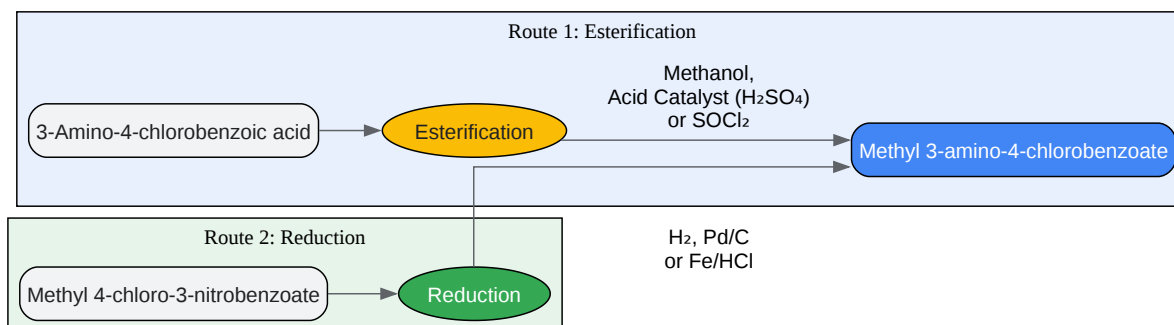 Route 1: Esterification
Methanol,
Acid Catalyst (H₂SO₄)
or SOCl₂
3-Amino-4-chlorobenzoic acid
Esterification
Methyl 3-amino-4-chlorobenzoate
Route 2: Reduction
H₂, Pd/C
or Fe/HCl
Methyl 4-chloro-3-nitrobenzoate
Reduction